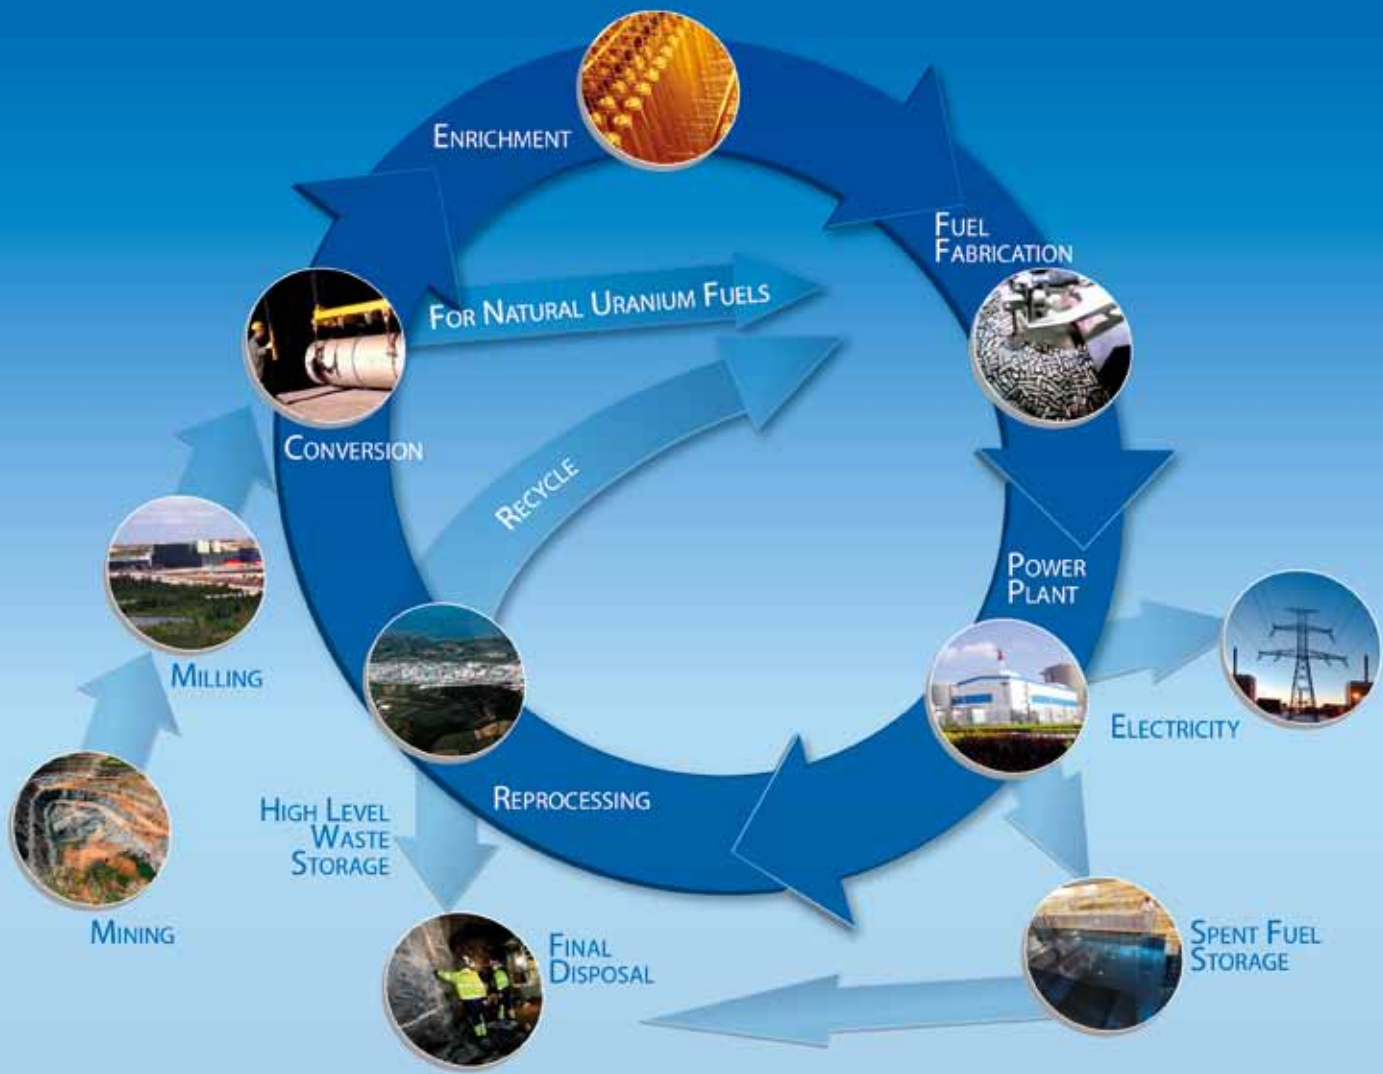 Enrichment
Fuel
Fabrication
For Natural Uranium Fuels
Conversion
Recycle
Power
Plant
Milling
Electricity
Reprocessing
High Level
Waste
Storage
Mining
Final
Disposal
Spent Fuel
Storage